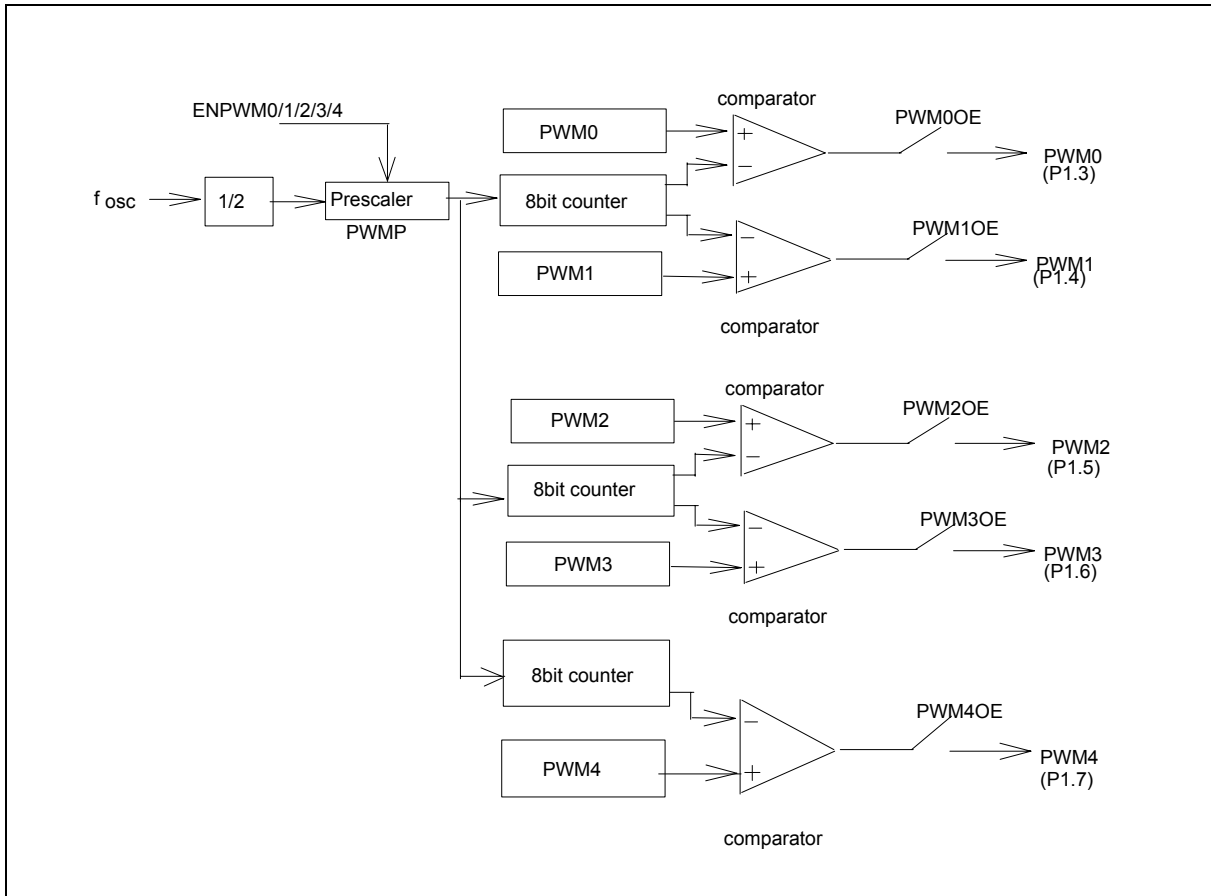 ENPWM0/1/2/3/4
f osc
1/2
Prescaler
PWMP
comparator
PWM0
+
−
PWM0OE
PWM0
(P1.3)
8bit counter
−
PWM1OE
PWM1
(P1.4)
PWM1
+
comparator
comparator
PWM2
+
−
PWM2OE
PWM2
(P1.5)
8bit counter
−
PWM3OE
PWM3
(P1.6)
PWM3
+
comparator
8bit counter
−
PWM4OE
PWM4
(P1.7)
PWM4
+
comparator